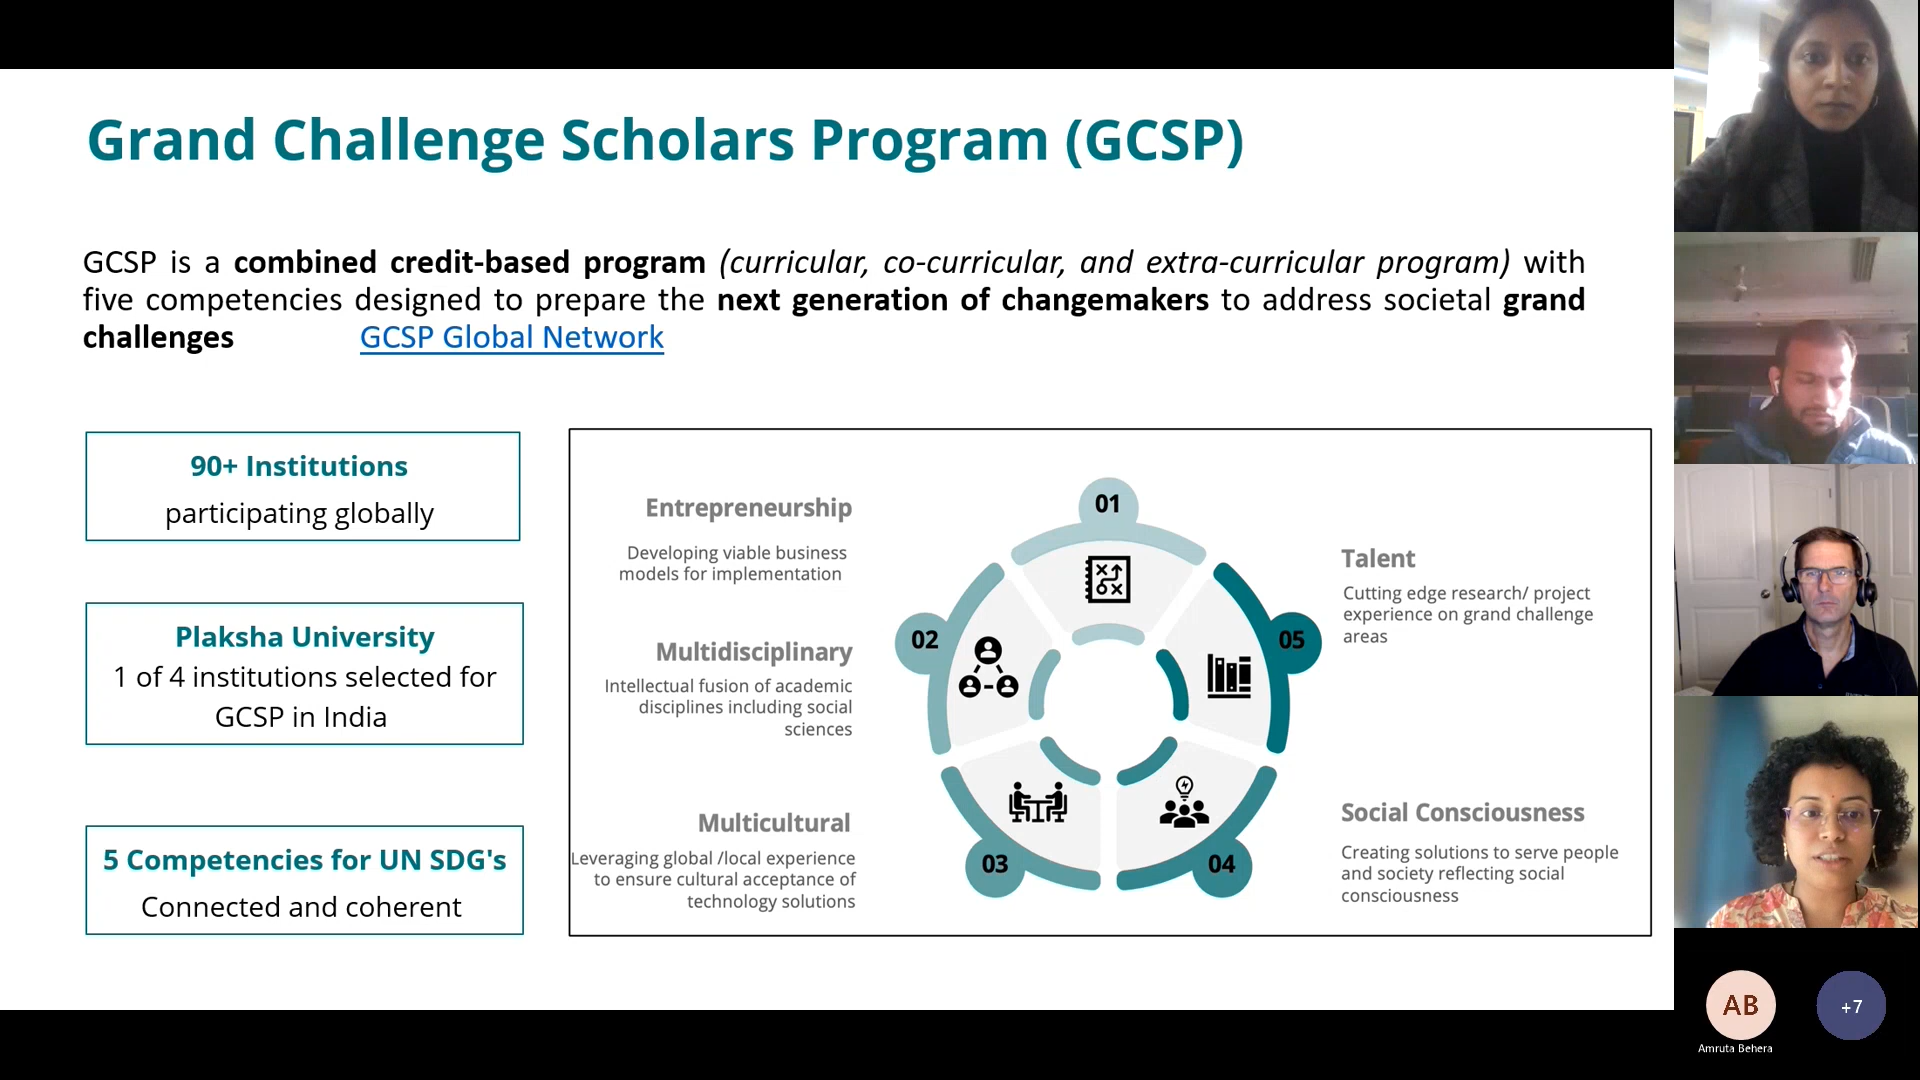 Grand Challenge Scholars Program (GCSP)
GCSP is a combined credit-based program (curricular, co-curricular, and extra-curricular program) with
five competencies designed to prepare the next generation of changemakers to address societal grand
challenges GCSP Global Network
90+ Institutions
participating globally
Plaksha University
1 of 4 institutions selected for
GCSP in India
5 Competencies for UN SDG's
Connected and coherent
Entrepreneurship
Developing viable business
models for implementation
Multidisciplinary
Intellectual fusion of academic
disciplines including social
sciences
Multicultural
Leveraging global /local experience
to ensure cultural acceptance of
technology solutions
01
02
03
04
05
Talent
Cutting edge research/ project
experience on grand challenge
areas
Social Consciousness
Creating solutions to serve people
and society reflecting social
consciousness
AB
Amruta Behera
+7